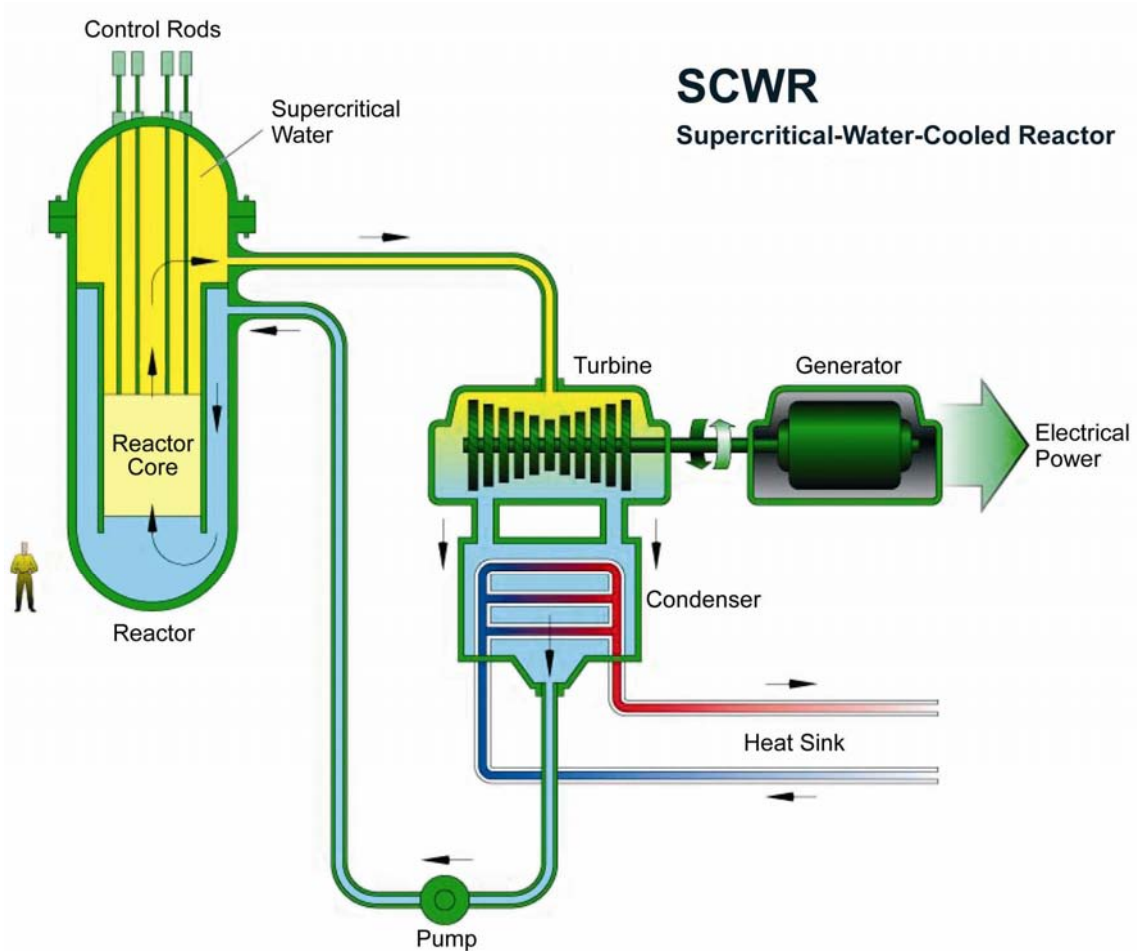 Control Rods
SCWR
Supercritical-Water-Cooled Reactor
Supercritical
Water
Turbine
Generator
Reactor
Core
Electrical
Power
Condenser
Reactor
Heat Sink
Pump